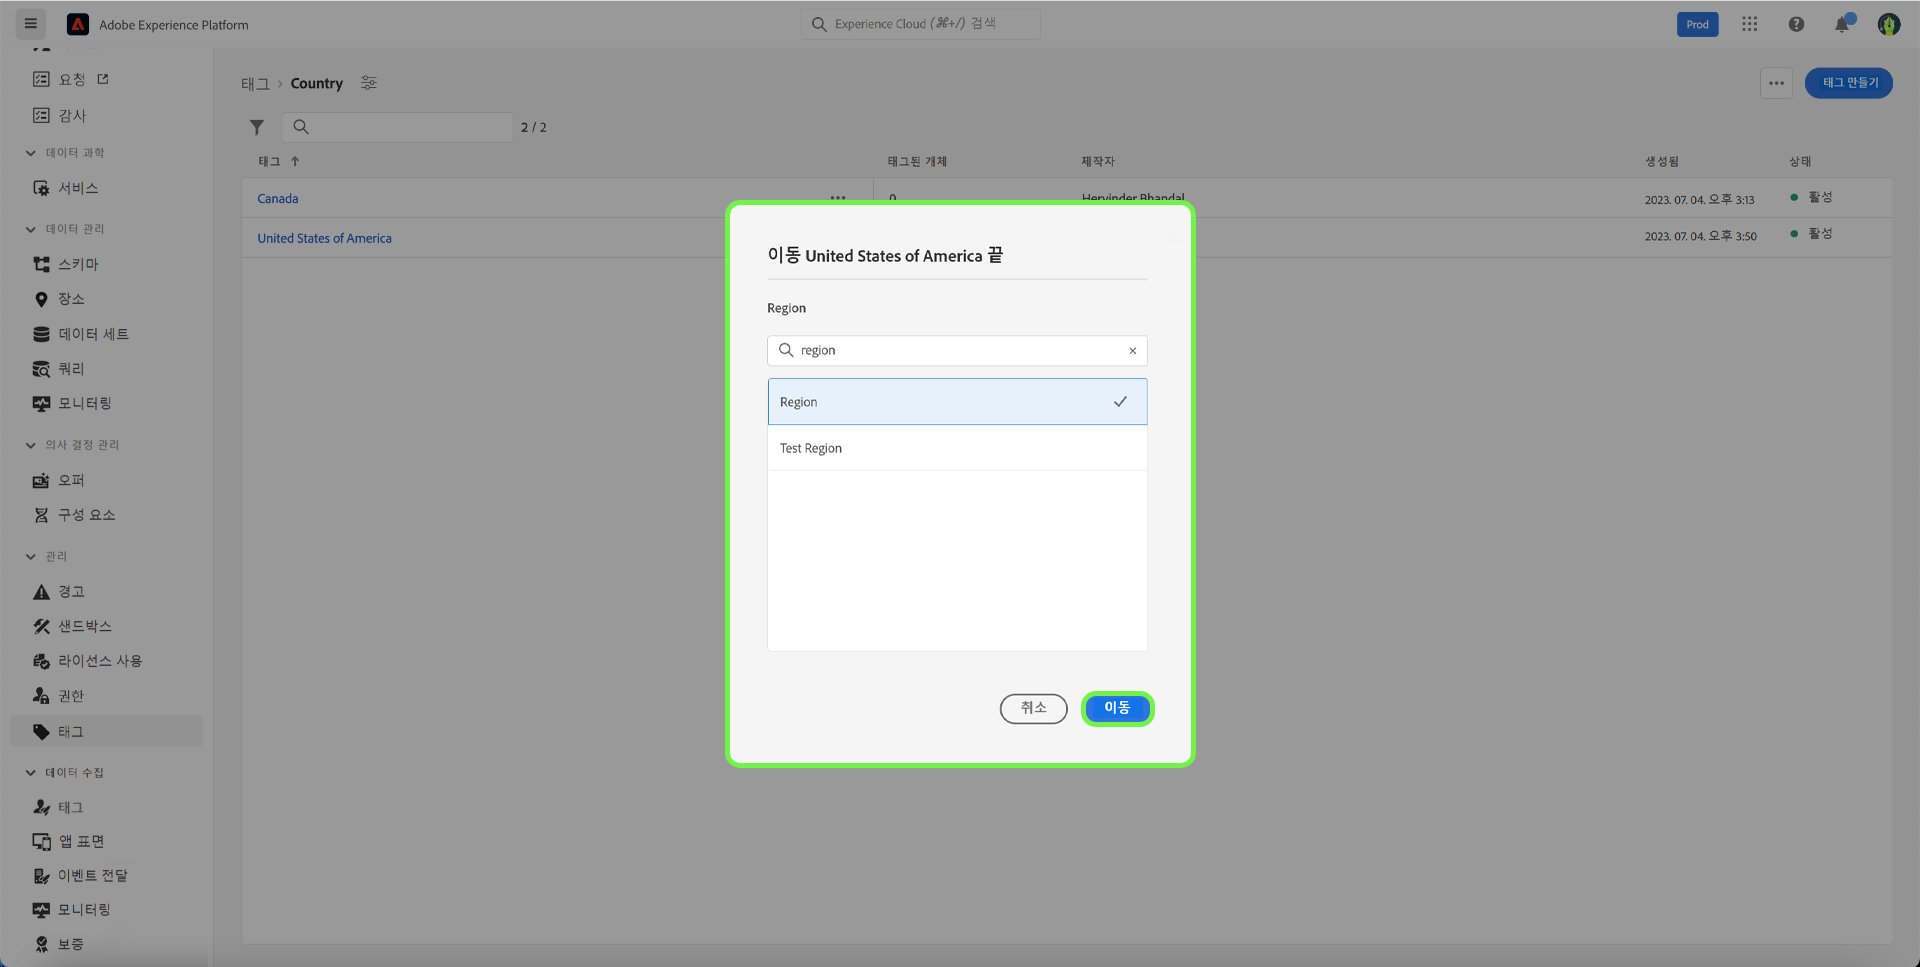 Adobe Experience Platform
Experience Cloud (⌘+/) 검색
Prod
요청
감사
데이터 과학
서비스
데이터 관리
스키마
장소
데이터 세트
쿼리
모니터링
의사 결정 관리
오퍼
구성 요소
관리
경고
샌드박스
라이선스 사용
권한
태그
데이터 수집
태그
앱 표면
이벤트 전달
모니터링
보증
태그 › Country
태그 만들기
2 / 2
태그 ↑ 태그된 개체 제작자 생성됨 상태
Canada 0 Hervinder Bhandal 2023. 07. 04. 오후 3:13 활성
United States of America 2023. 07. 04. 오후 3:50 활성
이동 United States of America 끝
Region
region
Region
Test Region
취소 이동